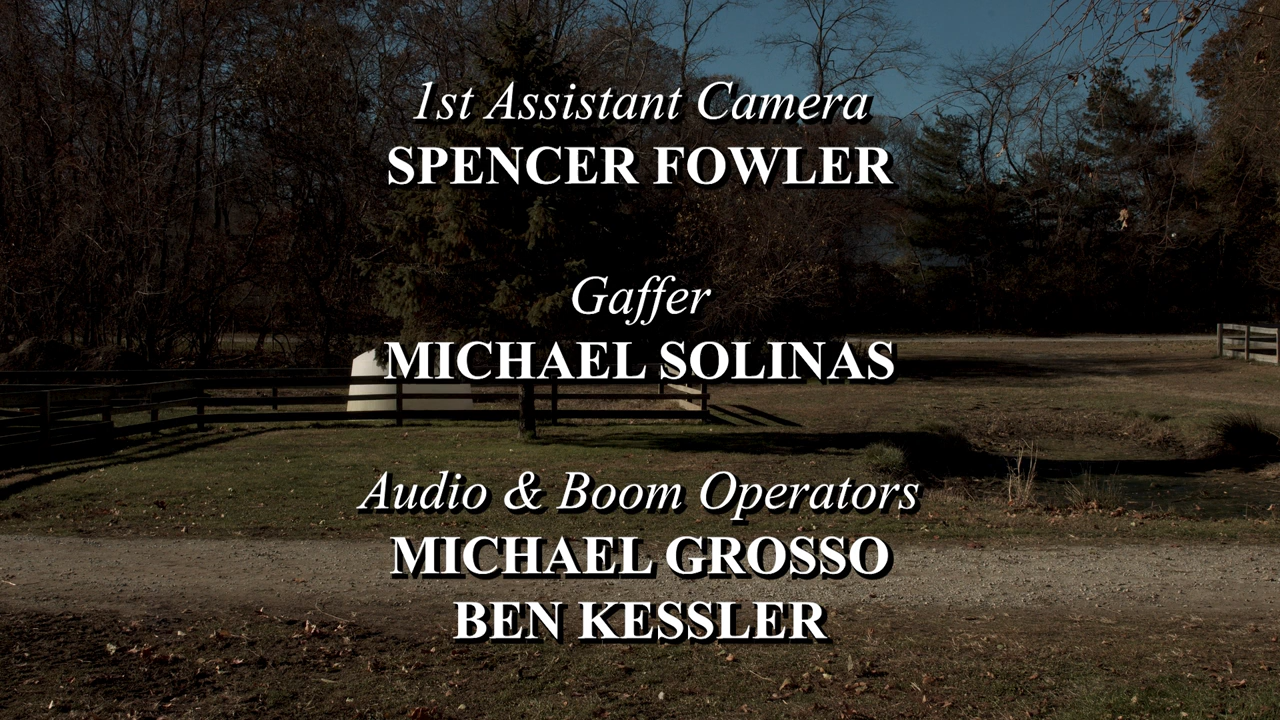 1st Assistant Camera
SPENCER FOWLER
Gaffer
MICHAEL SOLINAS
Audio & Boom Operators
MICHAEL GROSSO
BEN KESSLER